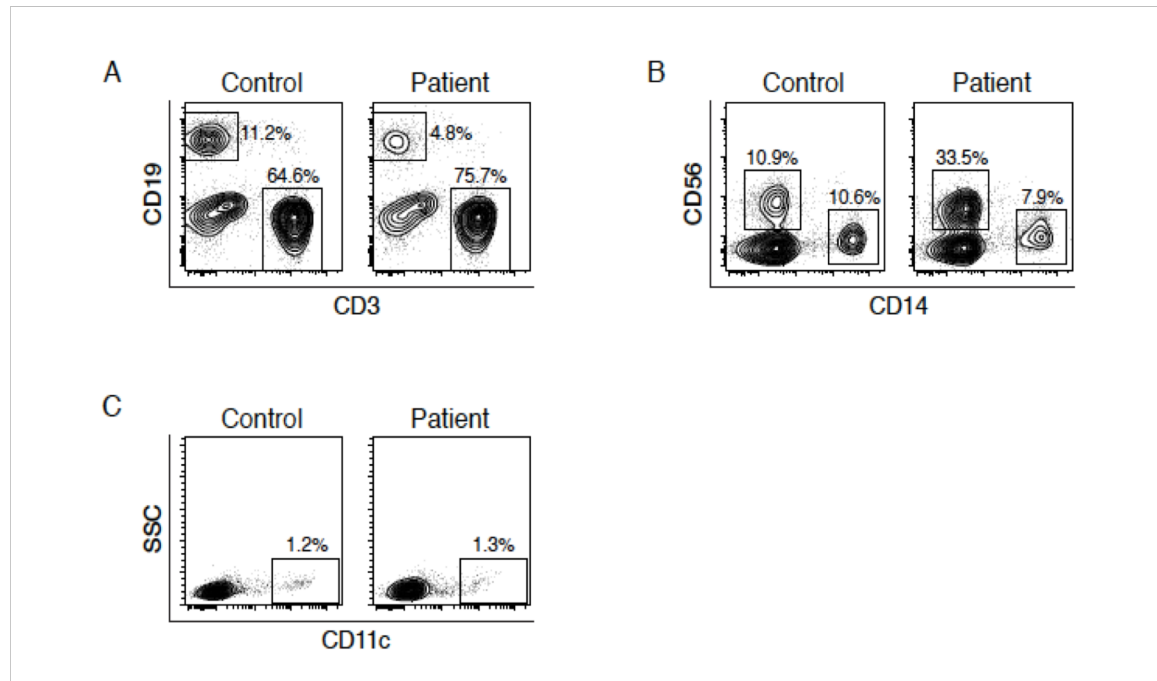 A
Control
Patient
11.2%
64.6%
4.8%
75.7%
CD19
CD3
B
Control
Patient
10.9%
10.6%
33.5%
7.9%
CD56
CD14
C
Control
Patient
1.2%
1.3%
SSC
CD11c